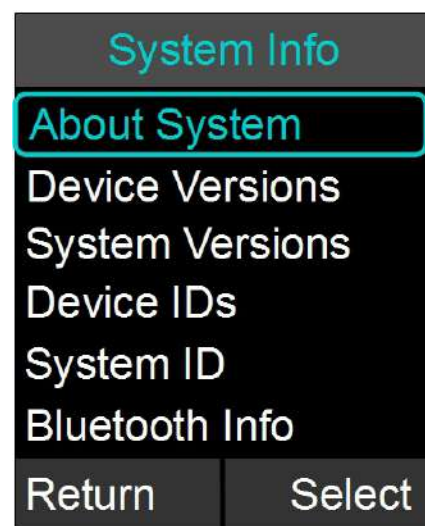 System Info
About System
Device Versions
System Versions
Device IDs
System ID
Bluetooth Info
Return Select